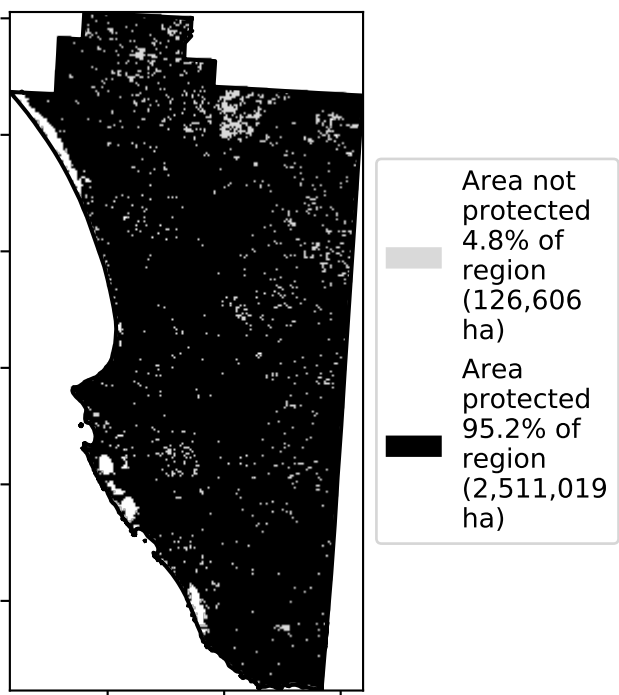 Area not
protected
4.8% of
region
(126,606
ha)
Area
protected
95.2% of
region
(2,511,019
ha)